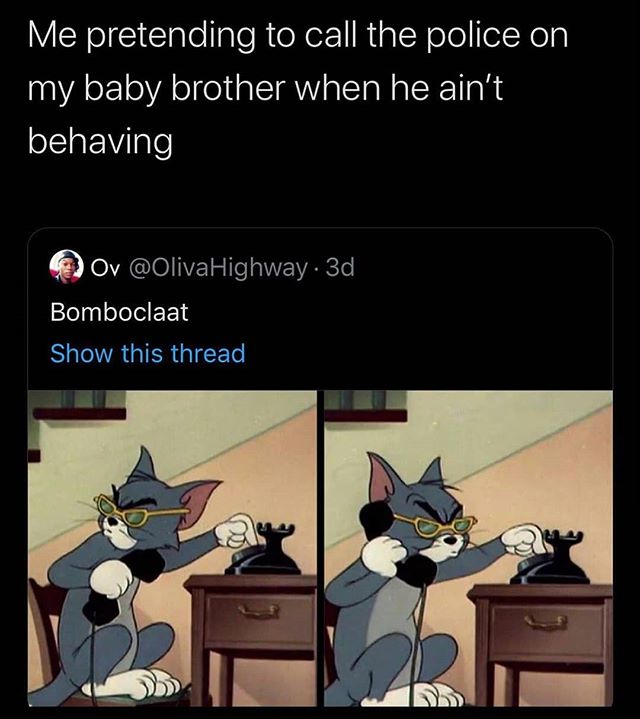 Me pretending to call the police on
my baby brother when he ain’t
behaving
Ov @OlivaHighway · 3d
Bomboclaat
Show this thread